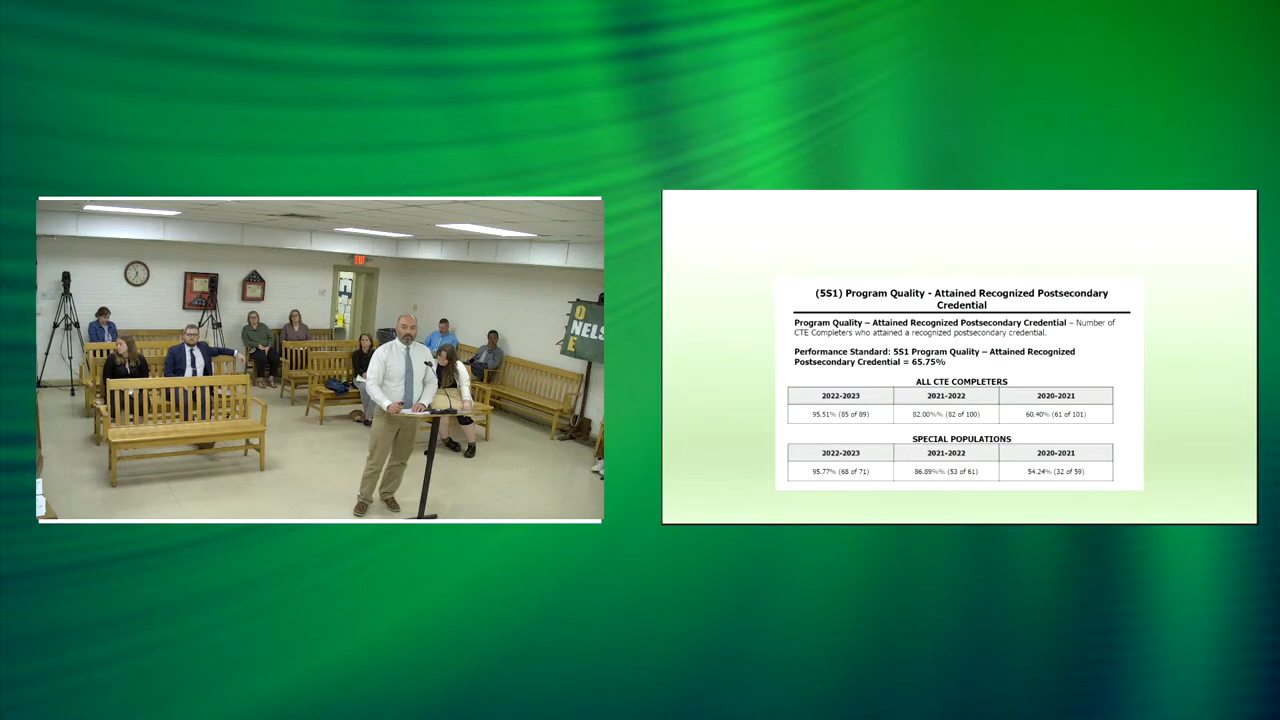 EXIT
O
NELS
E
(5S1) Program Quality - Attained Recognized Postsecondary
Credential
Program Quality – Attained Recognized Postsecondary Credential – Number of
CTE Completers who attained a recognized postsecondary credential.
Performance Standard: 5S1 Program Quality – Attained Recognized
Postsecondary Credential = 65.75%
ALL CTE COMPLETERS
2022-2023 2021-2022 2020-2021
95.51% (85 of 89) 82.00%% (82 of 100) 60.40% (61 of 101)
SPECIAL POPULATIONS
2022-2023 2021-2022 2020-2021
95.77% (68 of 71) 86.89%% (53 of 61) 54.24% (32 of 59)